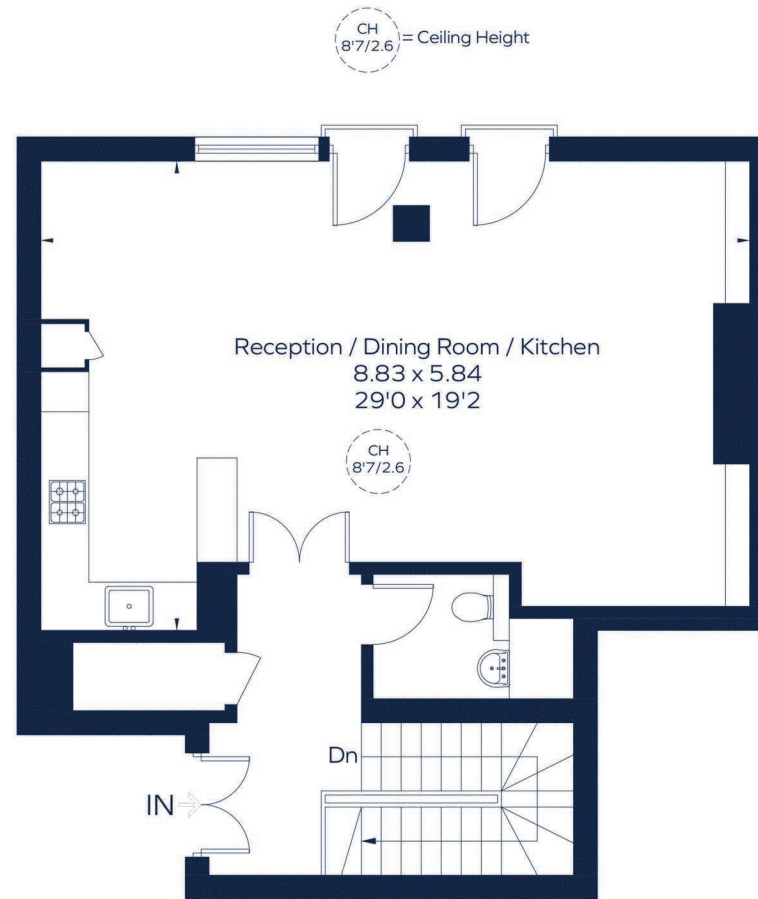 CH
8'7/2.6
= Ceiling Height
Reception / Dining Room / Kitchen
8.83 x 5.84
29'0 x 19'2
CH
8'7/2.6
Dn
IN